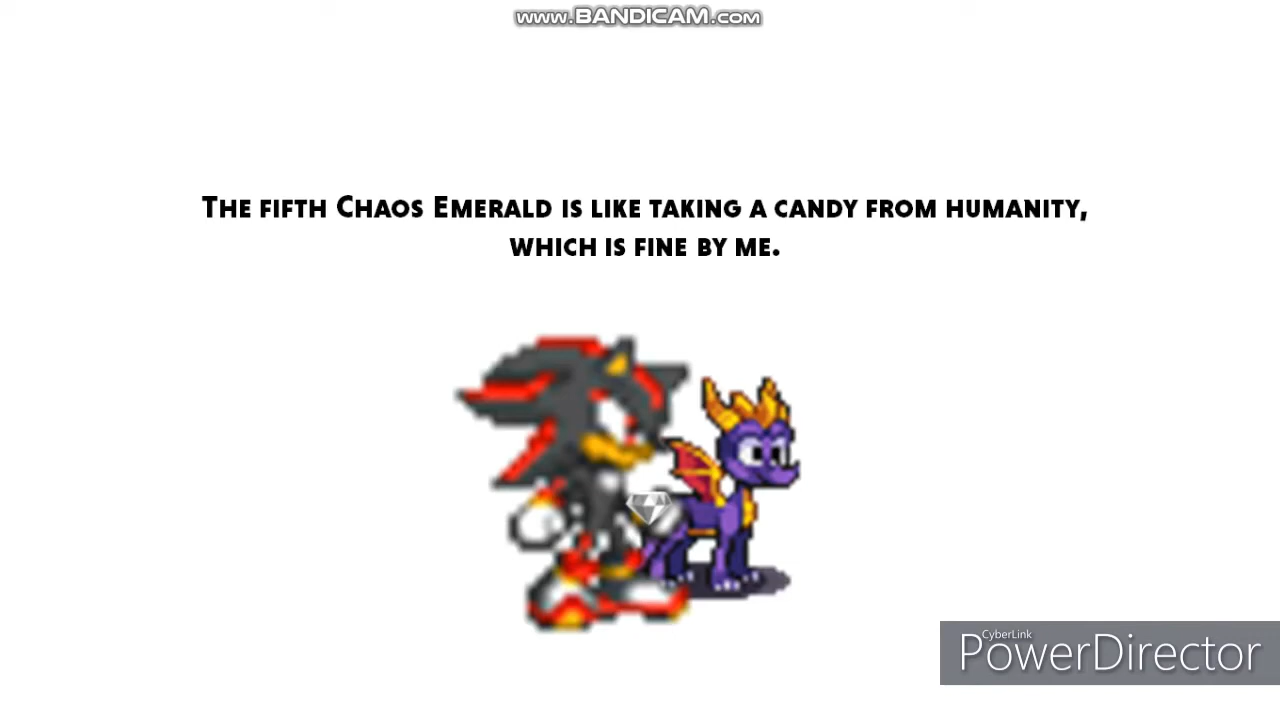 www.BANDICAM.com
The fifth Chaos Emerald is like taking a candy from humanity,
which is fine by me.
CyberLink
PowerDirector